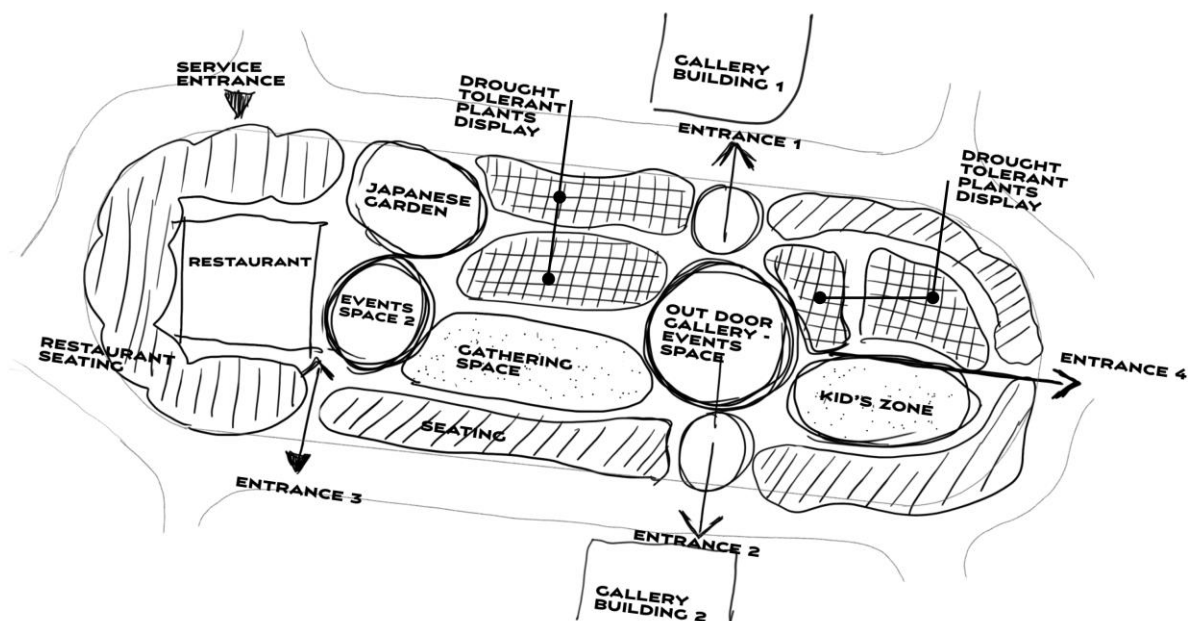 GALLERY
BUILDING 1
SERVICE
ENTRANCE
DROUGHT
TOLERANT
PLANTS
DISPLAY
ENTRANCE 1
DROUGHT
TOLERANT
PLANTS
DISPLAY
JAPANESE
GARDEN
RESTAURANT
EVENTS
SPACE 2
OUT DOOR
GALLERY -
EVENTS
SPACE
RESTAURANT
SEATING
GATHERING
SPACE
ENTRANCE 4
KID'S ZONE
SEATING
ENTRANCE 3
ENTRANCE 2
GALLERY
BUILDING 2